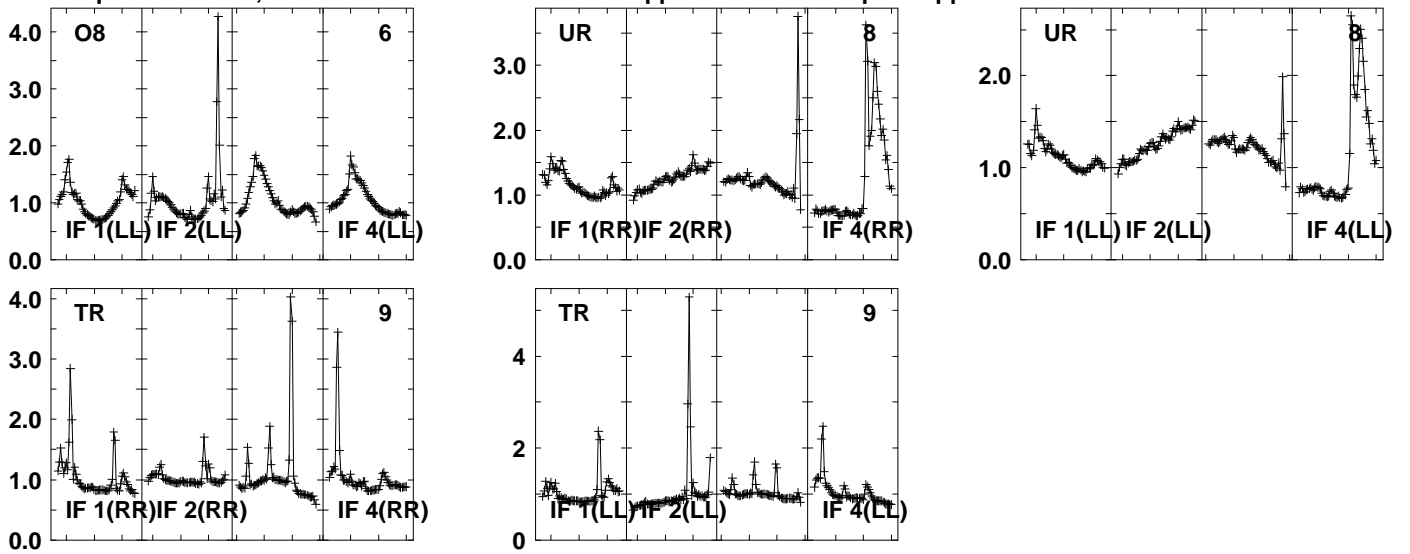 O8 6
4.0
3.0
2.0
1.0
0.0
IF 1(LL) IF 2(LL) IF 4(LL)
UR 8
3.0
2.0
1.0
0.0
IF 1(RR) IF 2(RR) IF 4(RR)
UR 8
2.0
1.0
0.0
IF 1(LL) IF 2(LL) IF 4(LL)
TR 9
4.0
3.0
2.0
1.0
0.0
IF 1(RR) IF 2(RR) IF 4(RR)
TR 9
4
2
0
IF 1(LL) IF 2(LL) IF 4(LL)